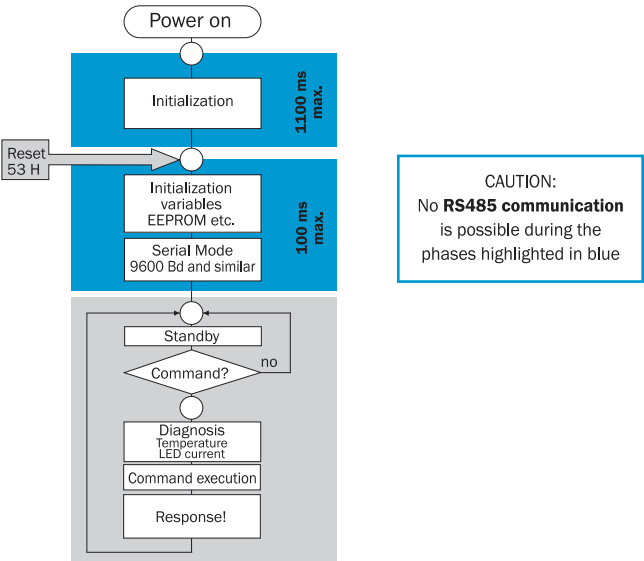 Power on
Initialization
1100 ms
max.
Reset
53 H
Initialization
variables
EEPROM etc.
Serial Mode
9600 Bd and similar
100 ms
max.
CAUTION:
No RS485 communication
is possible during the
phases highlighted in blue
Standby
Command?
no
Diagnosis
Temperature
LED current
Command execution
Response!